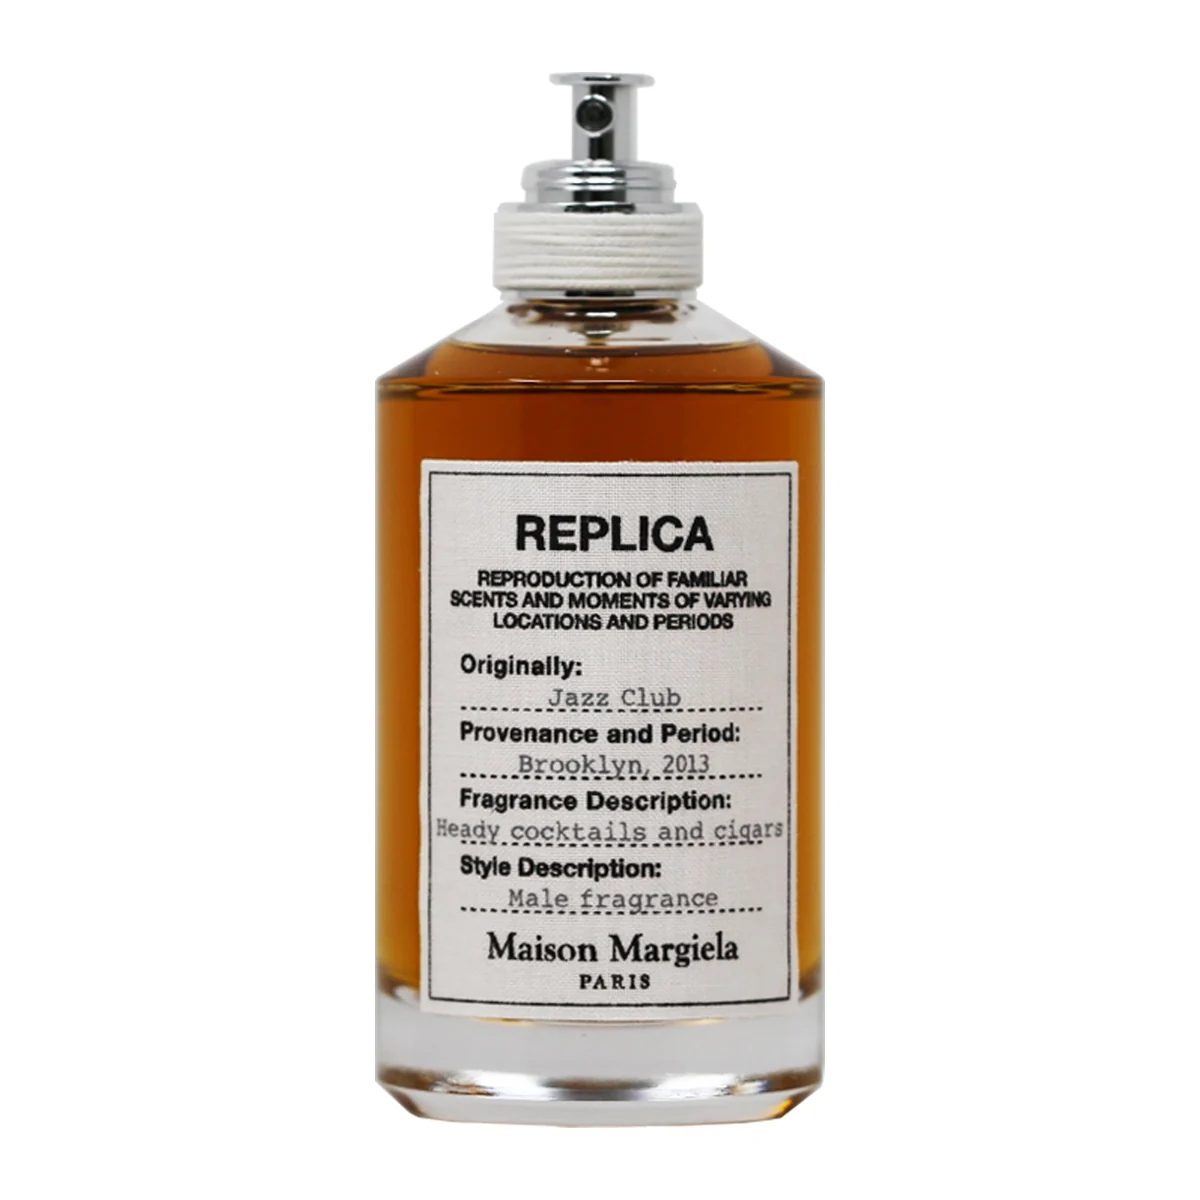 REPLICA
REPRODUCTION OF FAMILIAR
SCENTS AND MOMENTS OF VARYING
LOCATIONS AND PERIODS
Originally:
Jazz Club
Provenance and Period:
Brooklyn, 2013
Fragrance Description:
Heady cocktails and cigars
Style Description:
Male fragrance
Maison Margiela
PARIS